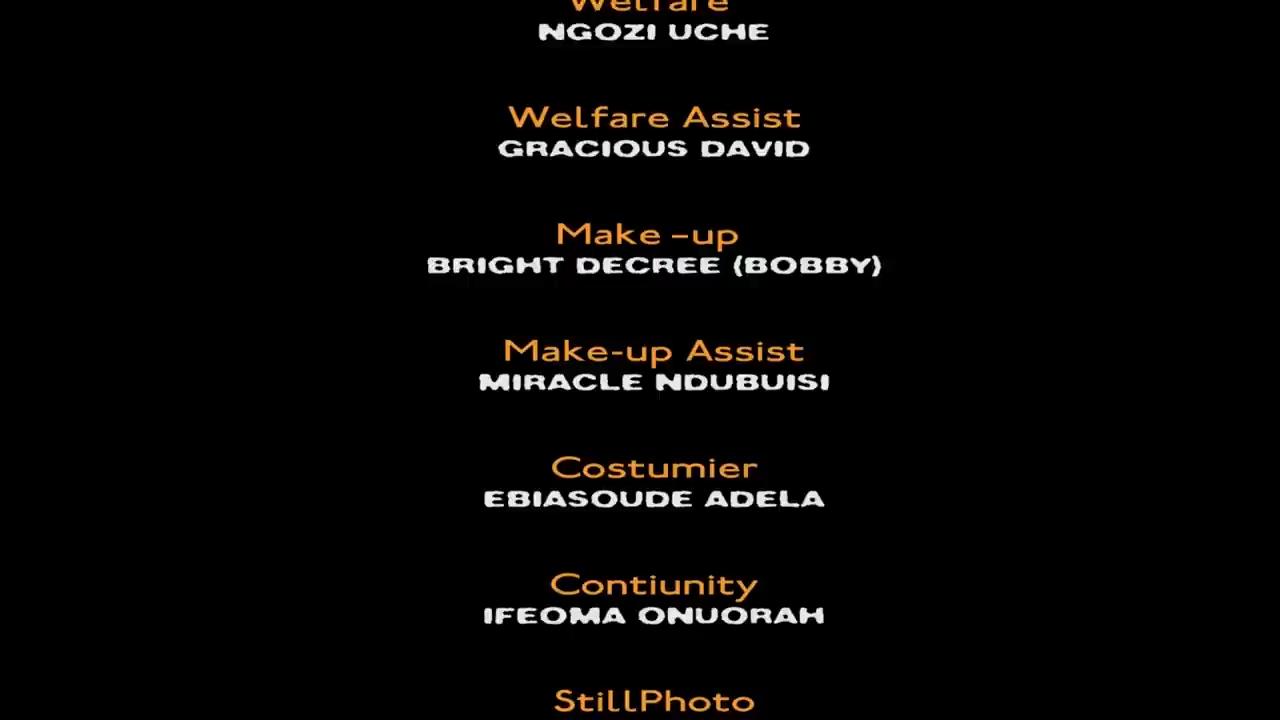 Welfare
NGOZI UCHE
Welfare Assist
GRACIOUS DAVID
Make –up
BRIGHT DECREE (BOBBY)
Make-up Assist
MIRACLE NDUBUISI
Costumier
EBIASOUDE ADELA
Contiunity
IFEOMA ONUORAH
StillPhoto